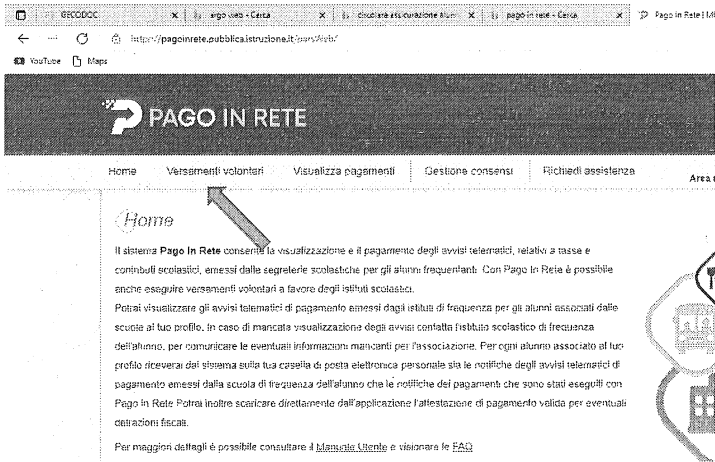 GECODOC
argo web - Cerca
circolare assicurazione alun
pago in rete - Cerca
Pago In Rete | MI
https://pagoinrete.pubblica.istruzione.it/pars/Web/
YouTube
Maps
PAGO IN RETE
Home
Versamenti volontari
Visualizza pagamenti
Gestione consensi
Richiedi assistenza
Area
Home
Il sistema Pago In Rete consente la visualizzazione e il pagamento degli avvisi telematici, relativi a tasse e
contributi scolastici, emessi dalle segreterie scolastiche per gli alunni frequentanti. Con Pago In Rete è possibile
anche eseguire versamenti volontari a favore degli istituti scolastici.
Potrai visualizzare gli avvisi telematici di pagamento emessi dagli istituti di frequenza per gli alunni associati dalle
scuole al tuo profilo. In caso di mancata visualizzazione degli avvisi contatta l'istituto scolastico di frequenza
dell'alunno, per comunicare le eventuali informazioni mancanti per l'associazione. Per ogni alunno associato al tuo
profilo riceverai dal sistema sulla tua casella di posta elettronica personale sia le notifiche degli avvisi telematici di
pagamento emessi dalla scuola di frequenza dell'alunno che le notifiche dei pagamenti che sono stati eseguiti con
Pago In Rete Potrai inoltre scaricare direttamente dall'applicazione l'attestazione di pagamento valida per eventuali
detrazioni fiscali.
Per maggiori dettagli è possibile consultare il Manuale Utente e visionare le FAQ